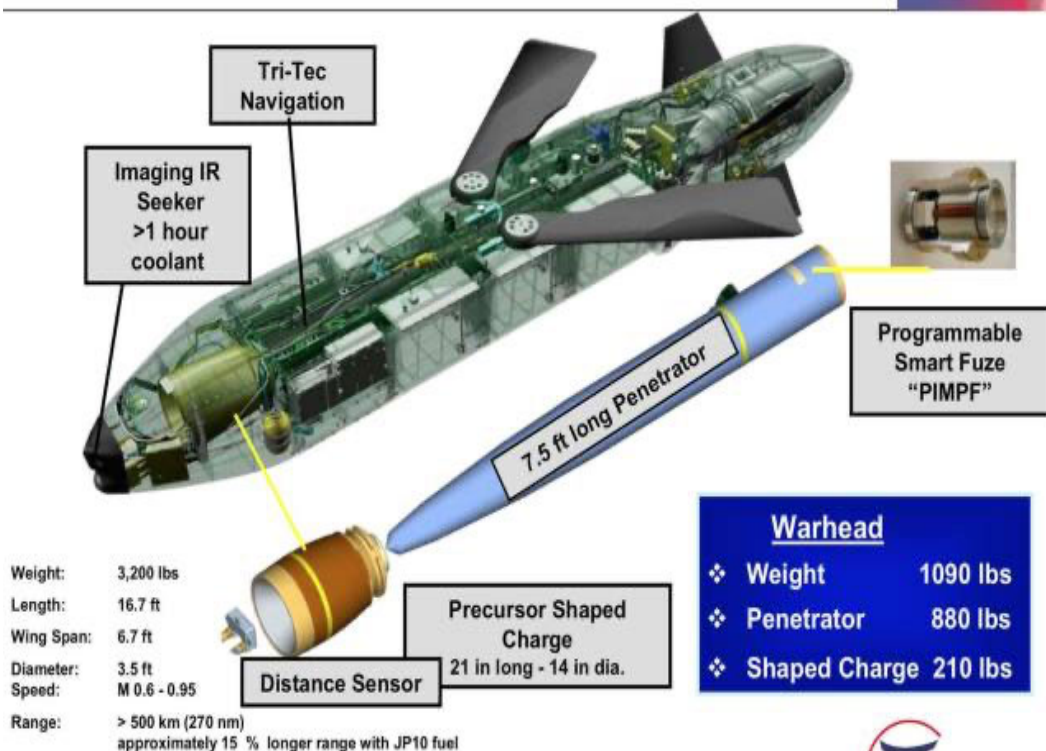 Tri-Tec
Navigation
Imaging IR
Seeker
>1 hour
coolant
7.5 ft long Penetrator
Programmable
Smart Fuze
“PIMPF”
Precursor Shaped
Charge
21 in long - 14 in dia.
Distance Sensor
Warhead
❖ Weight 1090 lbs
❖ Penetrator 880 lbs
❖ Shaped Charge 210 lbs
Weight: 3,200 lbs
Length: 16.7 ft
Wing Span: 6.7 ft
Diameter: 3.5 ft
Speed: M 0.6 - 0.95
Range: > 500 km (270 nm)
approximately 15 % longer range with JP10 fuel